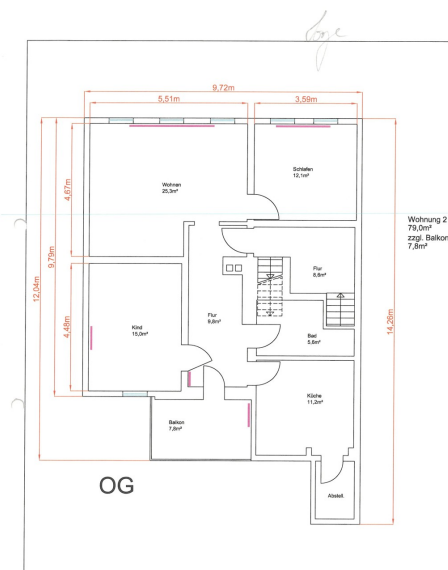 9,72m
5,51m
3,59m
Wohnen
25,3m²
Schlafen
12,1m²
4,67m
9,79m
12,04m
14,26m
Wohnung 2
79,0m²
zzgl. Balkon
7,8m²
Flur
8,6m²
Flur
9,8m²
Kind
15,0m²
4,48m
Bad
5,6m²
Küche
11,2m²
Balkon
7,8m²
OG
Abstell.